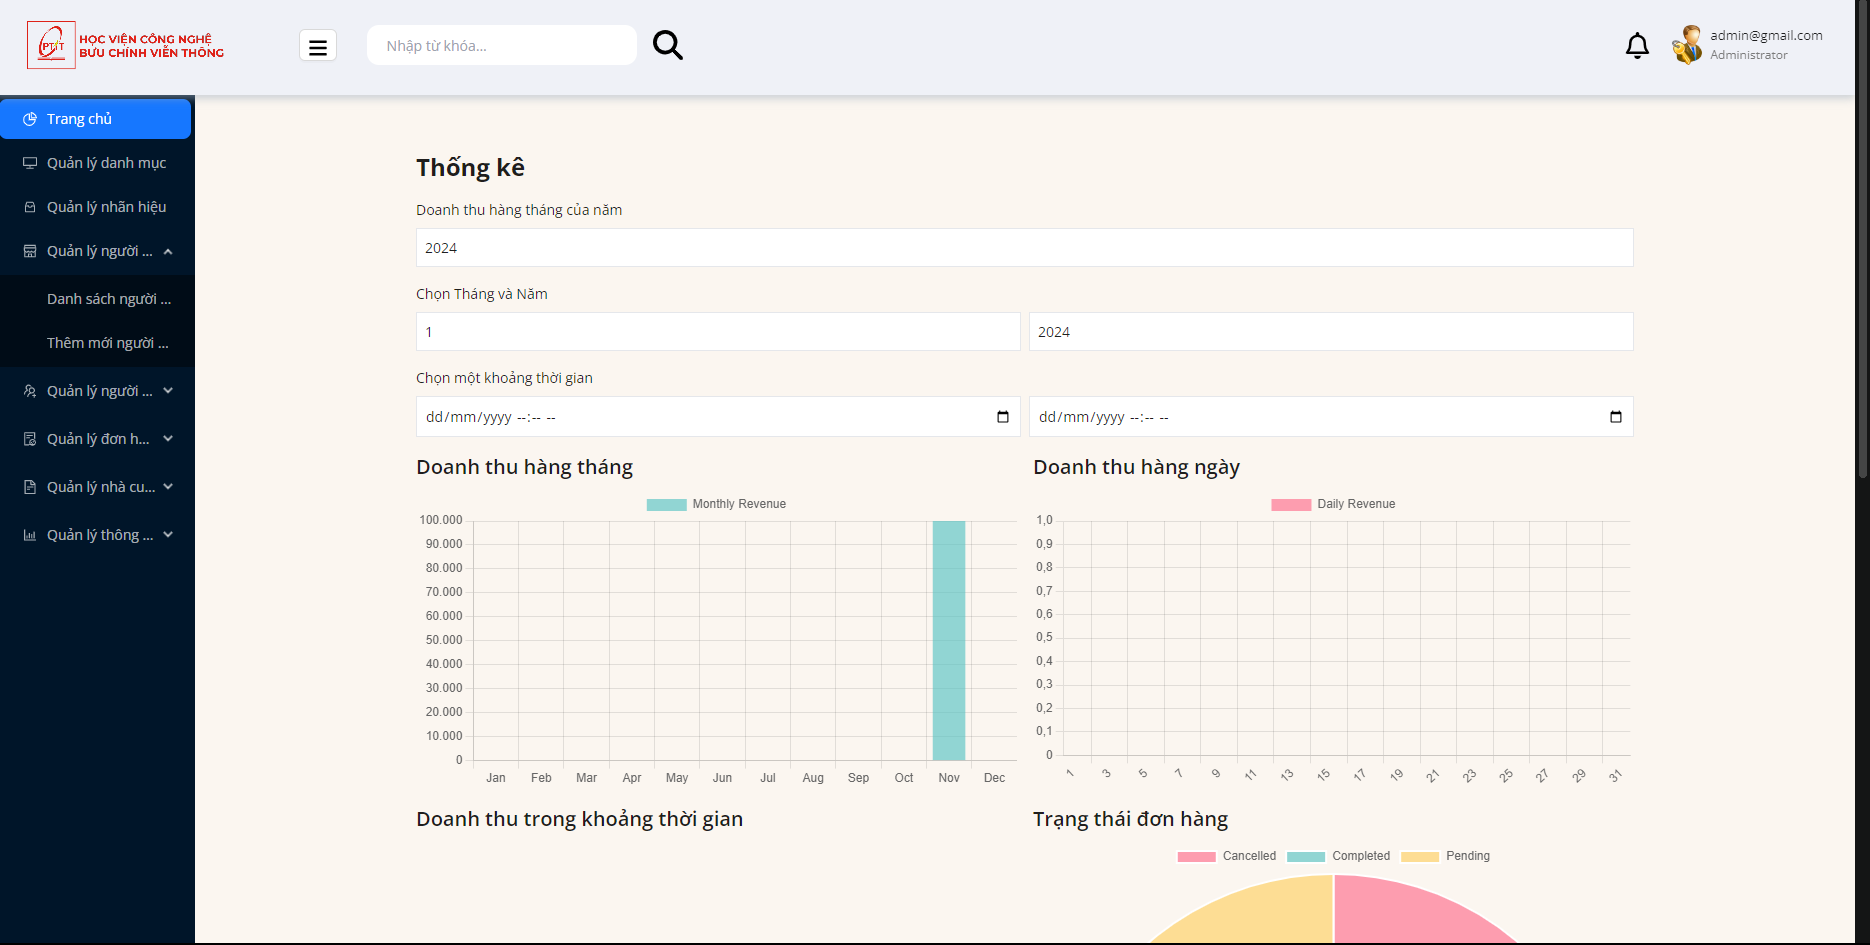 PTIT
HỌC VIỆN CÔNG NGHỆ
BƯU CHÍNH VIỄN THÔNG
Nhập từ khóa...
admin@gmail.com
Administrator
Trang chủ
Quản lý danh mục
Quản lý nhãn hiệu
Quản lý người ...
Danh sách người ...
Thêm mới người ...
Quản lý người ...
Quản lý đơn h...
Quản lý nhà cu...
Quản lý thông ...
Thống kê
Doanh thu hàng tháng của năm
2024
Chọn Tháng và Năm
1
2024
Chọn một khoảng thời gian
dd/mm/yyyy --:-- --
dd/mm/yyyy --:-- --
Doanh thu hàng tháng
Monthly Revenue
100.000
90.000
80.000
70.000
60.000
50.000
40.000
30.000
20.000
10.000
0
Jan Feb Mar Apr May Jun Jul Aug Sep Oct Nov Dec
Doanh thu hàng ngày
Daily Revenue
1,0
0,9
0,8
0,7
0,6
0,5
0,4
0,3
0,2
0,1
0
1 3 5 7 9 11 13 15 17 19 21 23 25 27 29 31
Doanh thu trong khoảng thời gian
Trạng thái đơn hàng
Cancelled Completed Pending